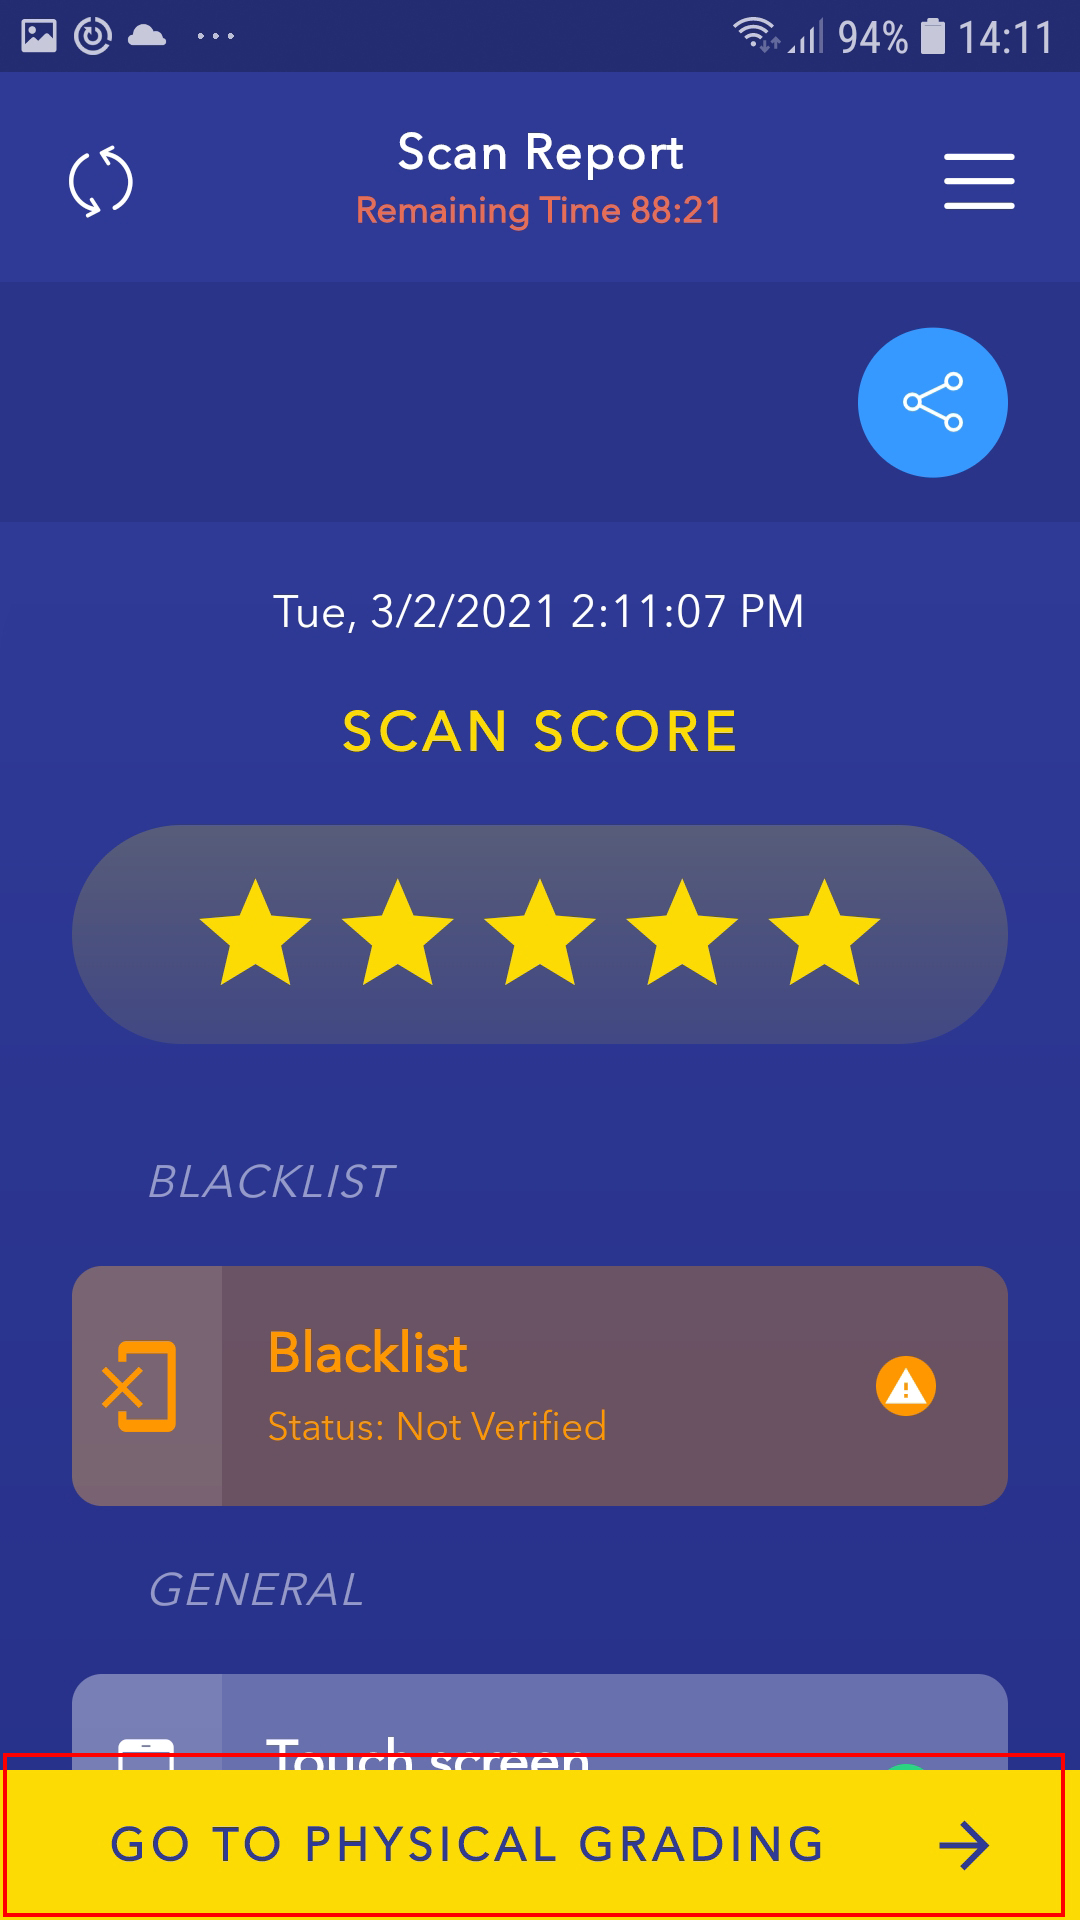 94% 14:11
Scan Report
Remaining Time 88:21
Tue, 3/2/2021 2:11:07 PM
SCAN SCORE
BLACKLIST
Blacklist
Status: Not Verified
GENERAL
Touch screen
GO TO PHYSICAL GRADING